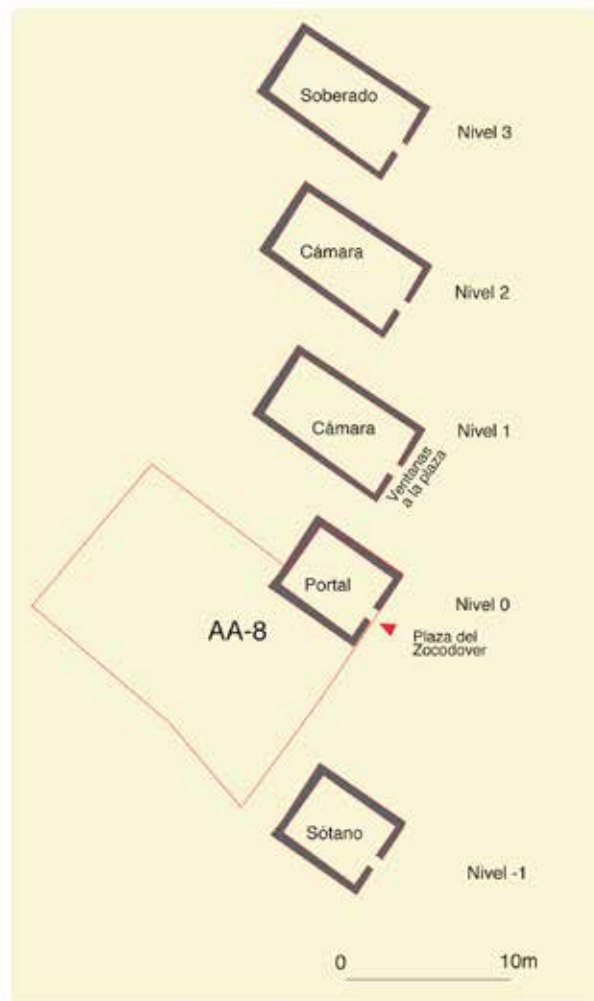 Soberado
Nivel 3
Cámara
Nivel 2
Cámara
Nivel 1
Ventanas
a la plaza
Portal
Nivel 0
AA-8
Plaza del
Zocodover
Sótano
Nivel -1
0 10m